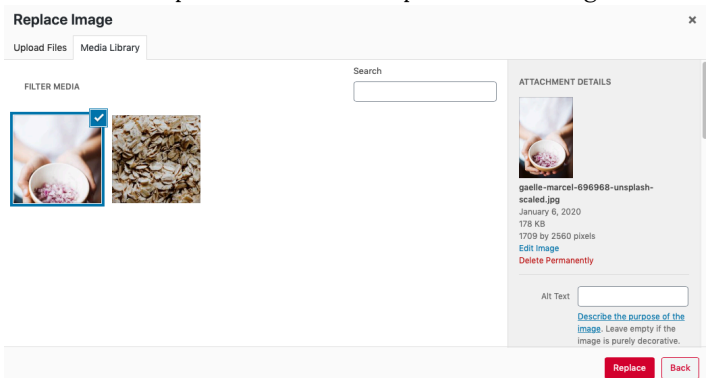 Replace Image
Upload Files
Media Library
FILTER MEDIA
Search
ATTACHMENT DETAILS
gaelle-marcel-696968-unsplash-
scaled.jpg
January 6, 2020
178 KB
1709 by 2560 pixels
Edit Image
Delete Permanently
Alt Text
Describe the purpose of the
image. Leave empty if the
image is purely decorative.
Replace
Back